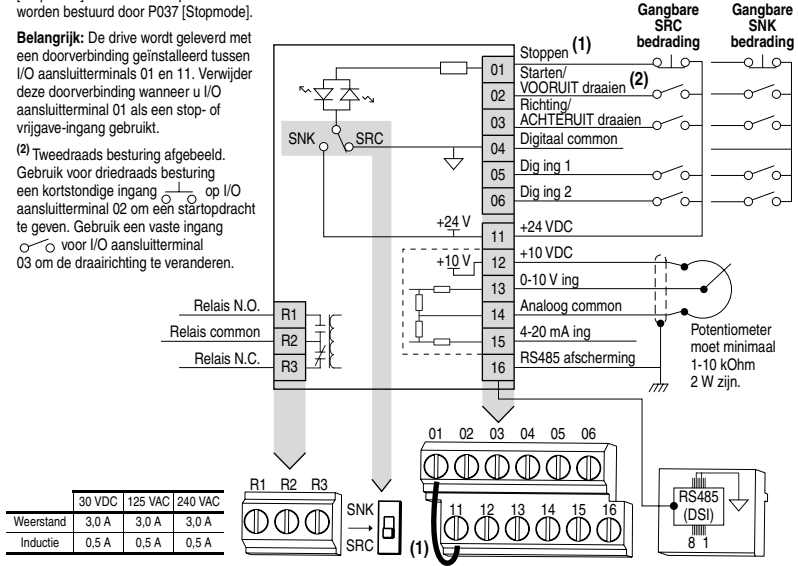 worden bestuurd door P037 [Stopmode].
Belangrijk: De drive wordt geleverd met
een doorverbinding geïnstalleerd tussen
I/O aansluitterminals 01 en 11. Verwijder
deze doorverbinding wanneer u I/O
aansluitterminal 01 als een stop- of
vrijgave-ingang gebruikt.
(2) Tweedraads besturing afgebeeld.
Gebruik voor driedraads besturing
een kortstondige ingang op I/O
aansluitterminal 02 om een startopdracht
te geven. Gebruik een vaste ingang
voor I/O aansluitterminal
03 om de draairichting te veranderen.
Gangbare
SRC
bedrading
Gangbare
SNK
bedrading
SNK
SRC
+24 V
+10 V
01
02
03
04
05
06
11
12
13
14
15
16
Stoppen (1)
Starten/
VOORUIT draaien (2)
Richting/
ACHTERUIT draaien
Digitaal common
Dig ing 1
Dig ing 2
+24 VDC
+10 VDC
0-10 V ing
Analoog common
4-20 mA ing
RS485 afscherming
Potentiometer
moet minimaal
1-10 kOhm
2 W zijn.
Relais N.O.
R1
Relais common
R2
Relais N.C.
R3
30 VDC 125 VAC 240 VAC
Weerstand 3,0 A 3,0 A 3,0 A
Inductie 0,5 A 0,5 A 0,5 A
R1 R2 R3
SNK
SRC
(1)
01 02 03 04 05 06
11 12 13 14 15 16
RS485
(DSI)
8 1